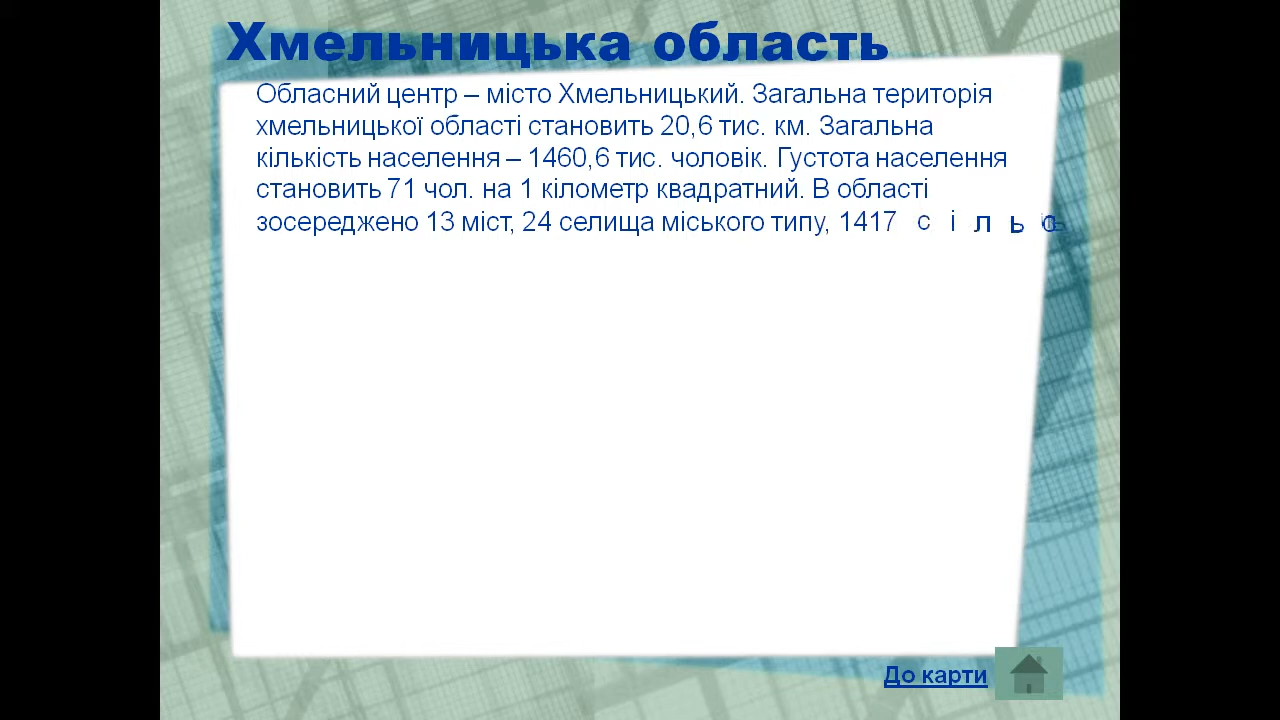 Хмельницька область
Обласний центр – місто Хмельницький. Загальна територія
хмельницької області становить 20,6 тис. км. Загальна
кількість населення – 1460,6 тис. чоловік. Густота населення
становить 71 чол. на 1 кілометр квадратний. В області
зосереджено 13 міст, 24 селища міського типу, 1417
До карти